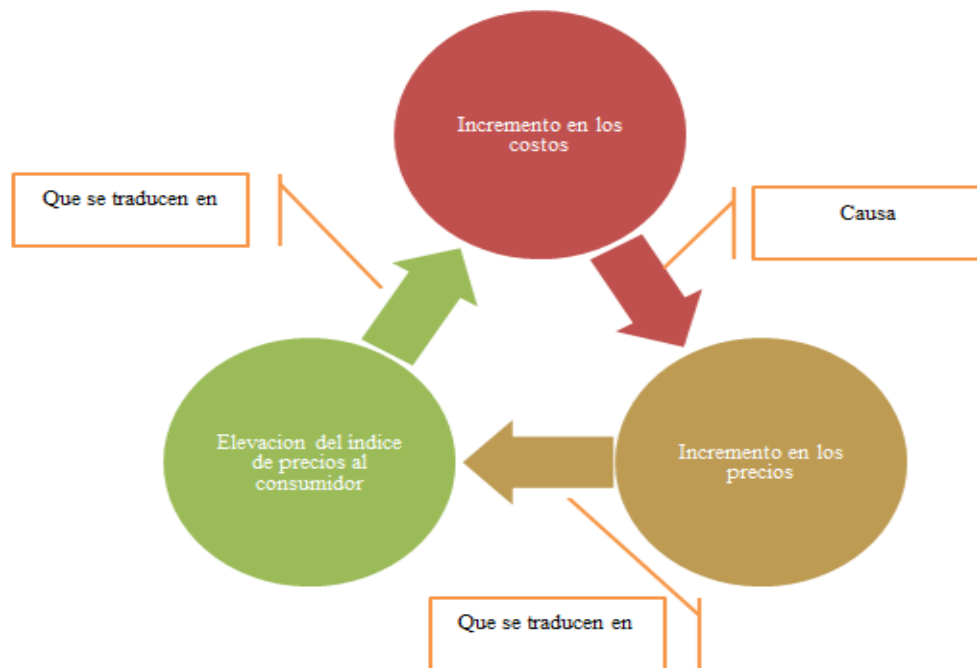 Incremento en los
costos
Que se traducen en
Causa
Elevacion del indice
de precios al
consumidor
Incremento en los
precios
Que se traducen en